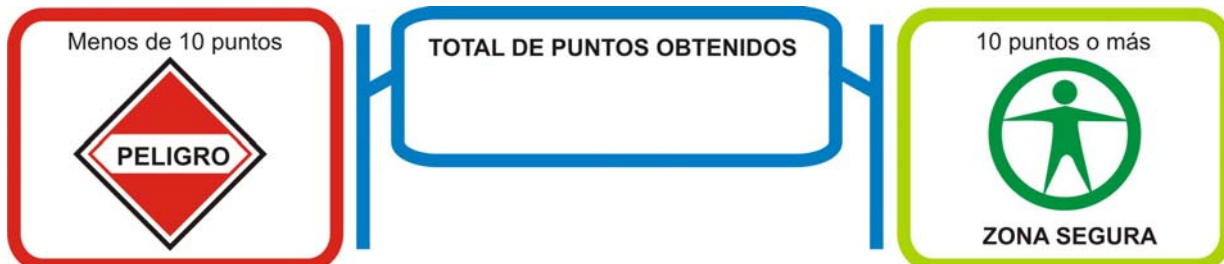 Menos de 10 puntos
PELIGRO
TOTAL DE PUNTOS OBTENIDOS
10 puntos o más
ZONA SEGURA